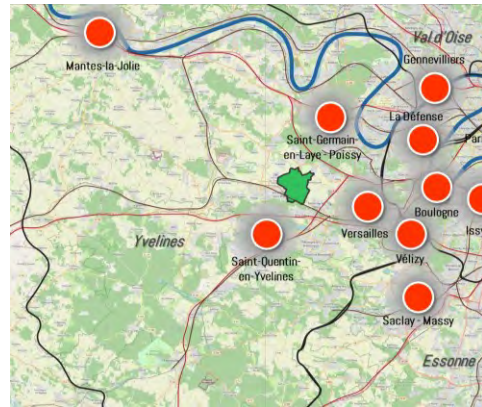 Val d'Oise
Gennevilliers
Mantes-la-Jolie
La Défense
Saint-Germain-
en-Laye - Poissy
Boulogne
Versailles
Yvelines
Vélizy
Saint-Quentin-
en-Yvelines
Saclay - Massy
Essonne